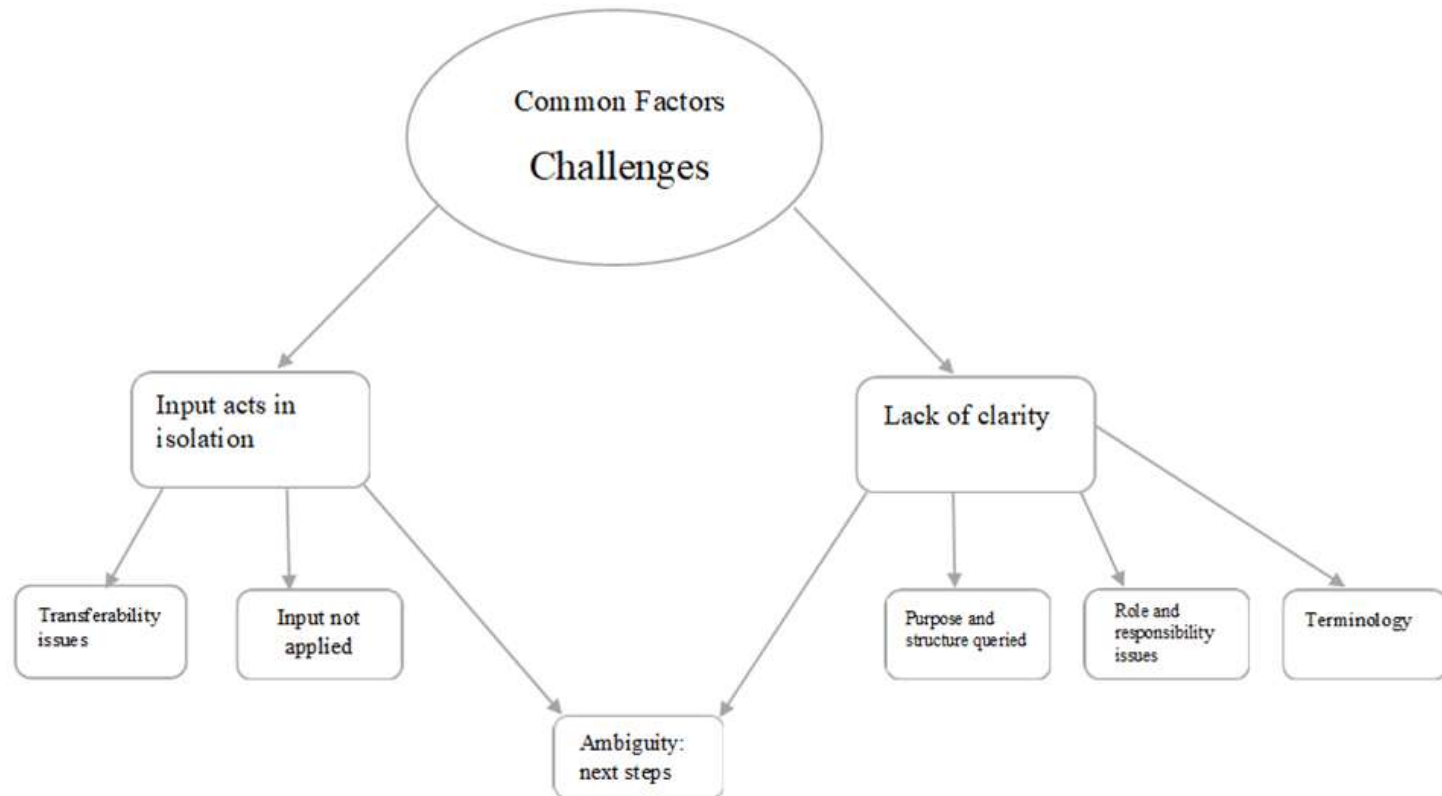 Common Factors
Challenges
Input acts in
isolation
Lack of clarity
Transferability
issues
Input not
applied
Purpose and
structure queried
Role and
responsibility
issues
Terminology
Ambiguity:
next steps